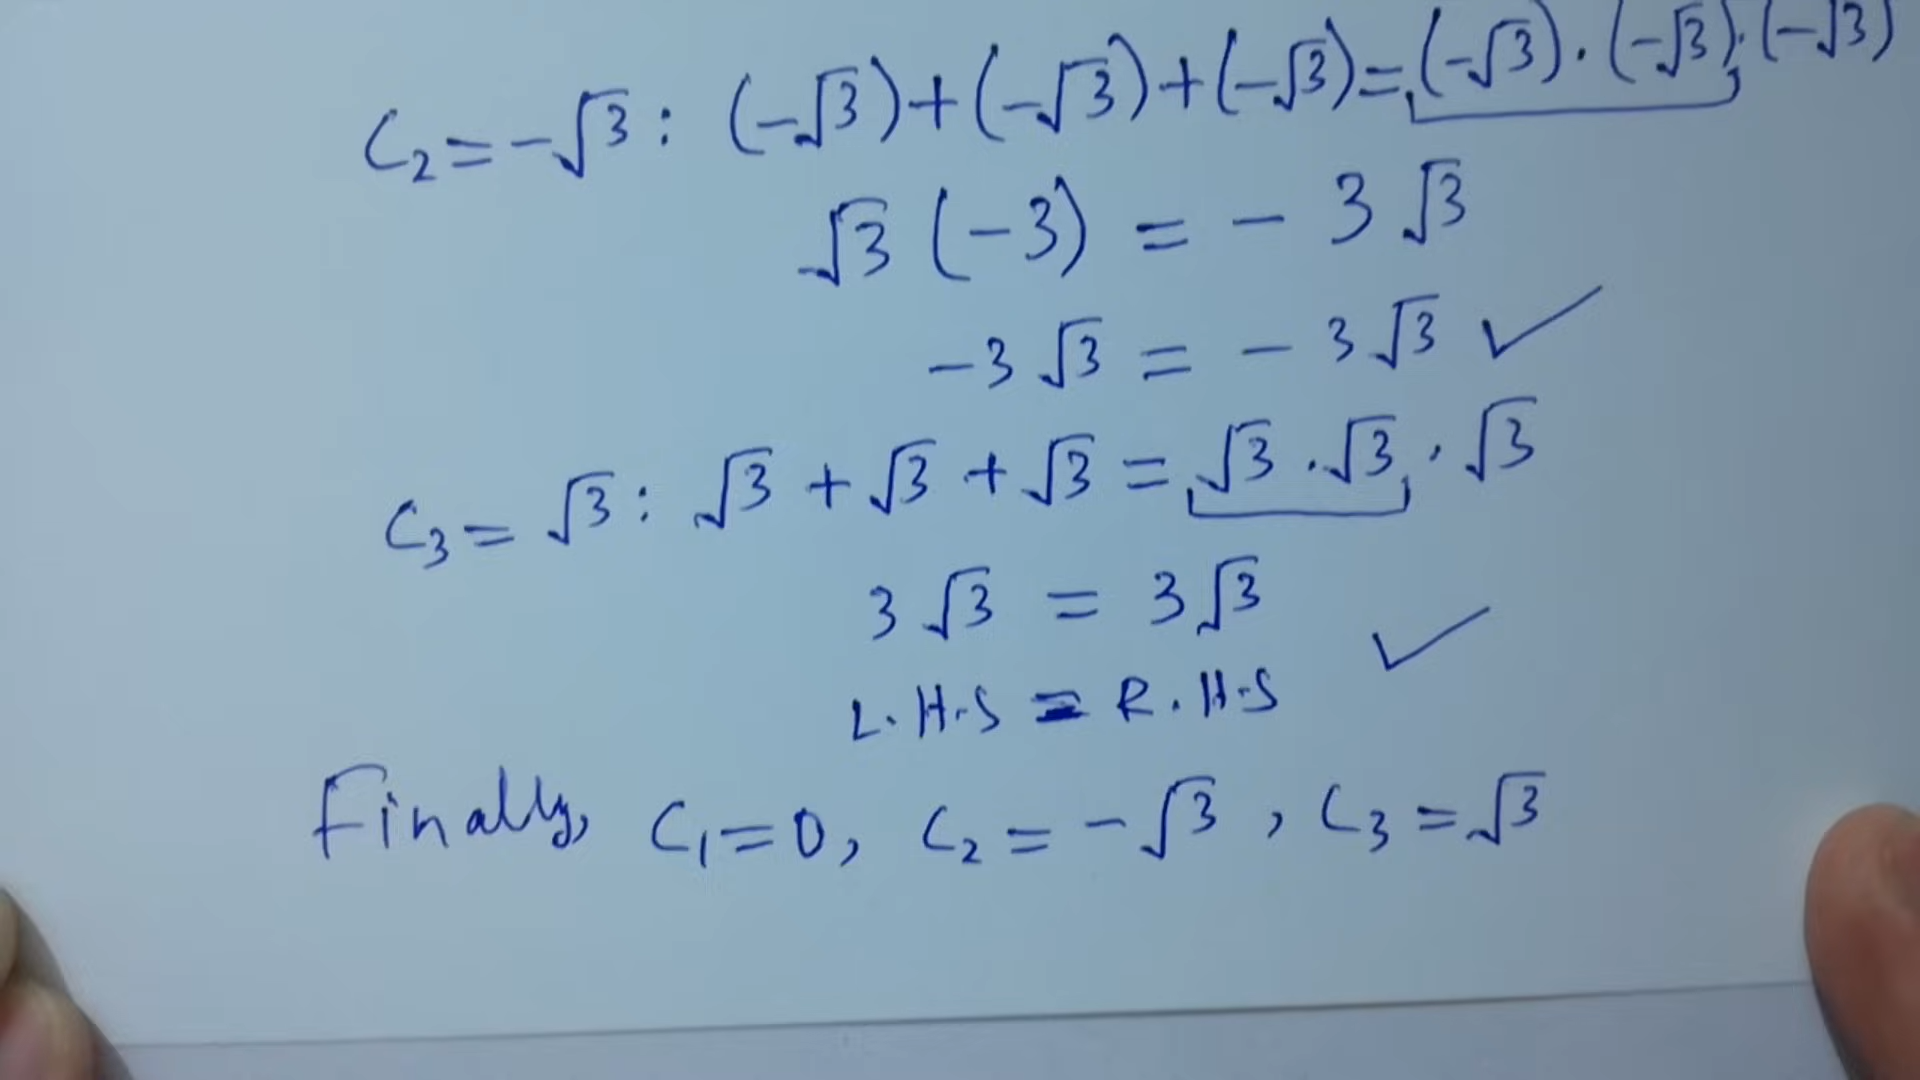 C₂ = -√3 : (-√3) + (-√3) + (-√3) = (-√3) · (-√3) · (-√3)
√3 (-3) = - 3 √3
-3 √3 = - 3 √3 ✓
C₃ = √3 : √3 + √3 + √3 = √3 · √3 · √3
3 √3 = 3 √3 ✓
L.H.S = R.H.S
Finally, C₁ = 0, C₂ = -√3, C₃ = √3